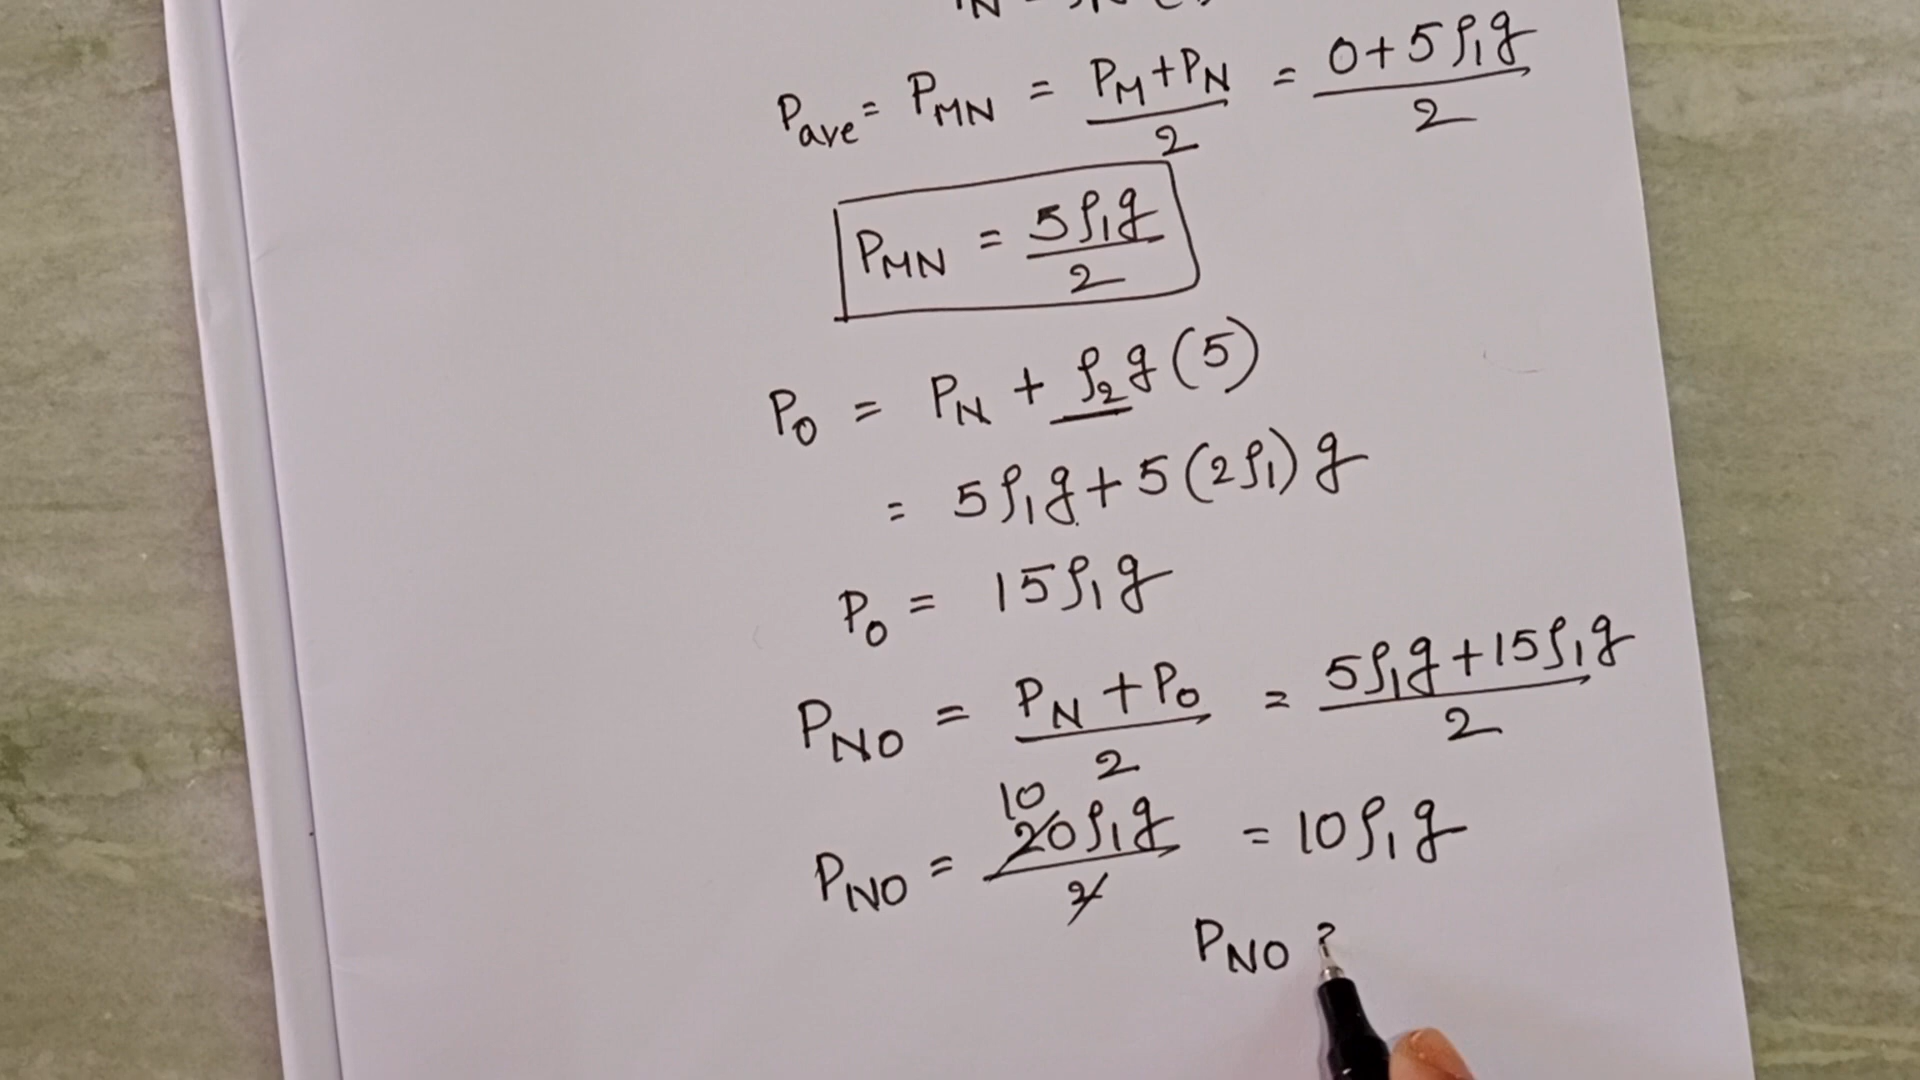 P_ave = P_MN = (P_M + P_N)/2 = (0 + 5ρ₁g)/2
P_MN = 5ρ₁g/2
P_O = P_N + ρ₂g(5)
= 5ρ₁g + 5(2ρ₁)g
P_O = 15ρ₁g
P_NO = (P_N + P_O)/2 = (5ρ₁g + 15ρ₁g)/2
10
P_NO = 20ρ₁g/2 = 10ρ₁g
P_NO